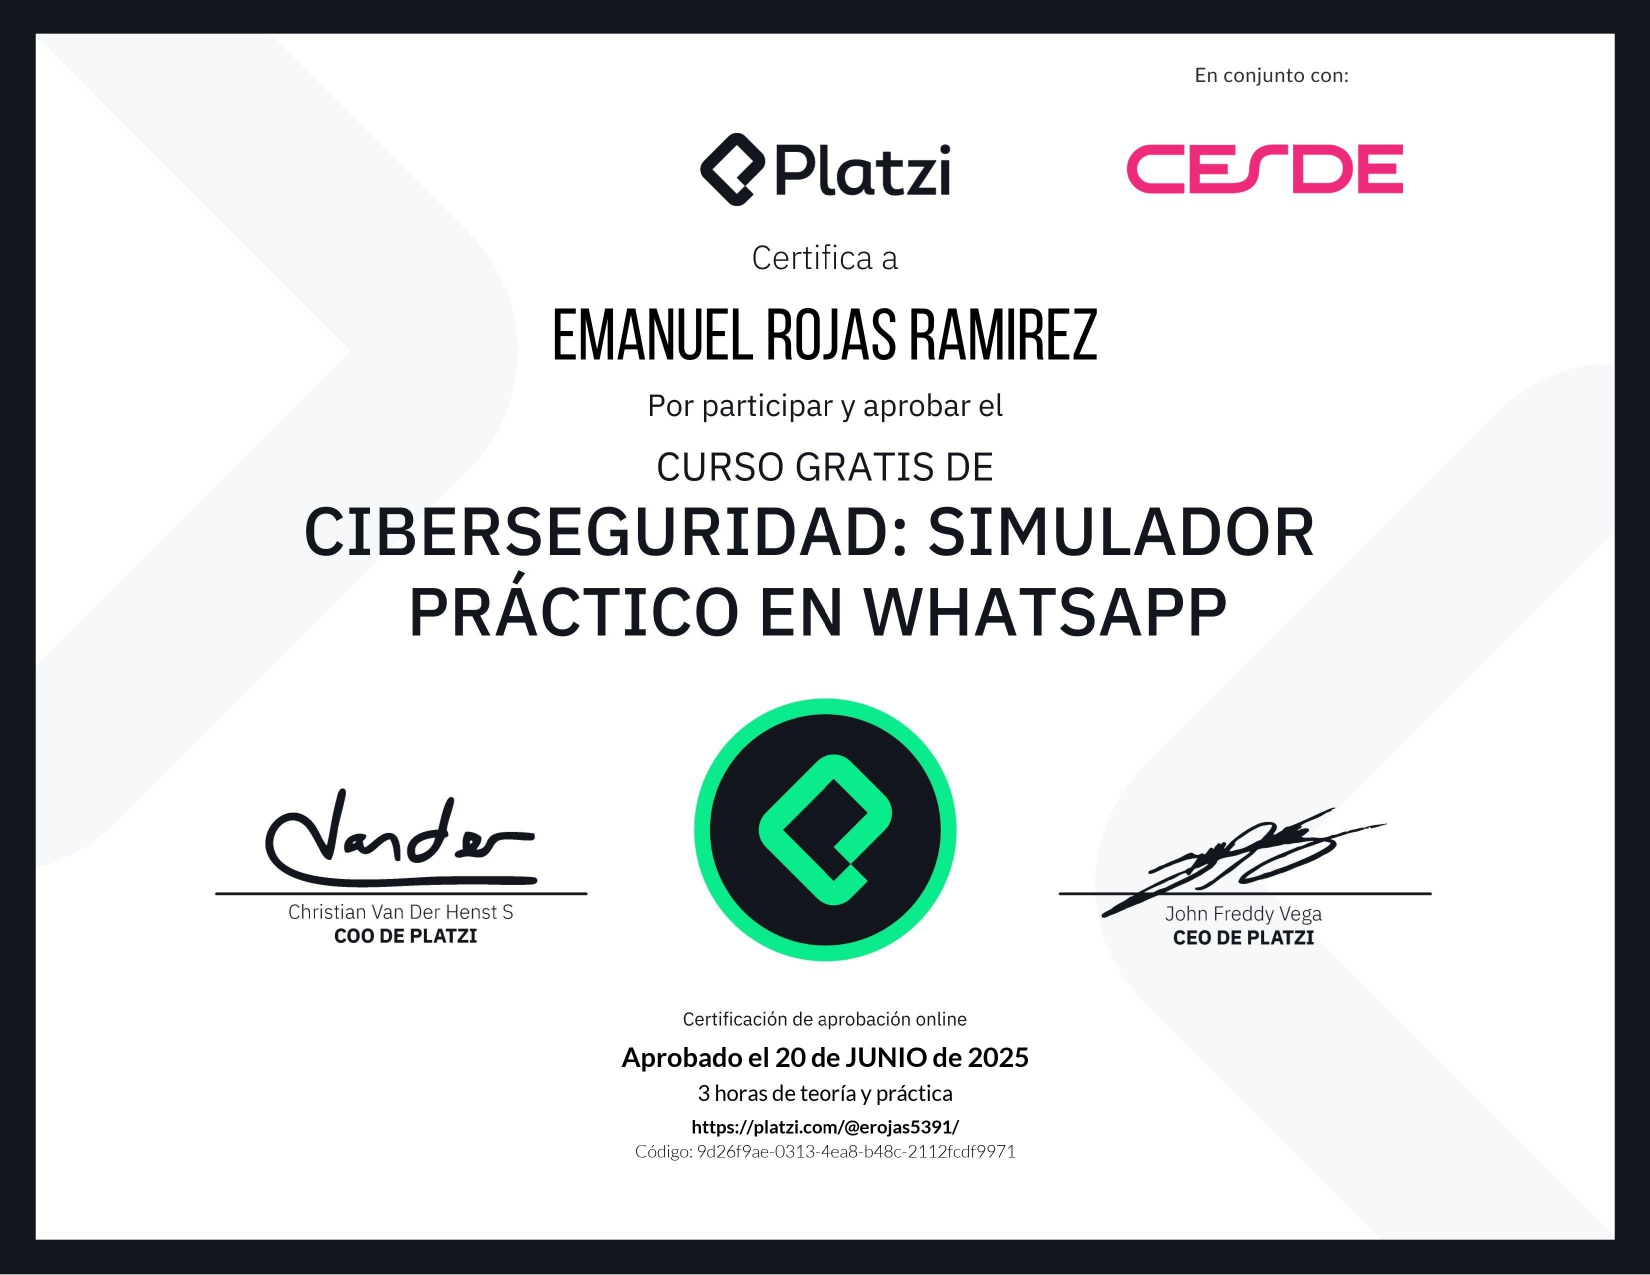 En conjunto con:
Platzi
CESDE
Certifica a
EMANUEL ROJAS RAMIREZ
Por participar y aprobar el
CURSO GRATIS DE
CIBERSEGURIDAD: SIMULADOR
PRÁCTICO EN WHATSAPP
Vander
Christian Van Der Henst S
COO DE PLATZI
John Freddy Vega
CEO DE PLATZI
Certificación de aprobación online
Aprobado el 20 de JUNIO de 2025
3 horas de teoría y práctica
https://platzi.com/@erojas5391/
Código: 9d26f9ae-0313-4ea8-b48c-2112fcdf9971